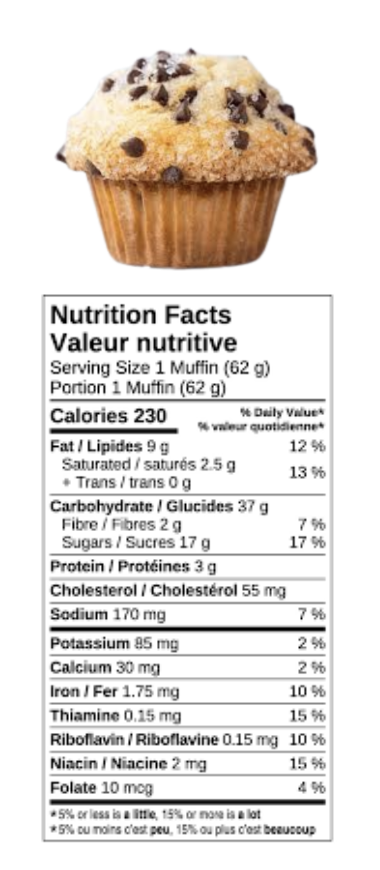 Nutrition Facts
Valeur nutritive
Serving Size 1 Muffin (62 g)
Portion 1 Muffin (62 g)
Calories 230
% Daily Value*
% valeur quotidienne*
Fat / Lipides 9 g 12 %
Saturated / saturés 2.5 g
+ Trans / trans 0 g 13 %
Carbohydrate / Glucides 37 g
Fibre / Fibres 2 g 7 %
Sugars / Sucres 17 g 17 %
Protein / Protéines 3 g
Cholesterol / Cholestérol 55 mg
Sodium 170 mg 7 %
Potassium 85 mg 2 %
Calcium 30 mg 2 %
Iron / Fer 1.75 mg 10 %
Thiamine 0.15 mg 15 %
Riboflavin / Riboflavine 0.15 mg 10 %
Niacin / Niacine 2 mg 15 %
Folate 10 mcg 4 %
*5% or less is a little, 15% or more is a lot
*5% ou moins c'est peu, 15% ou plus c'est beaucoup